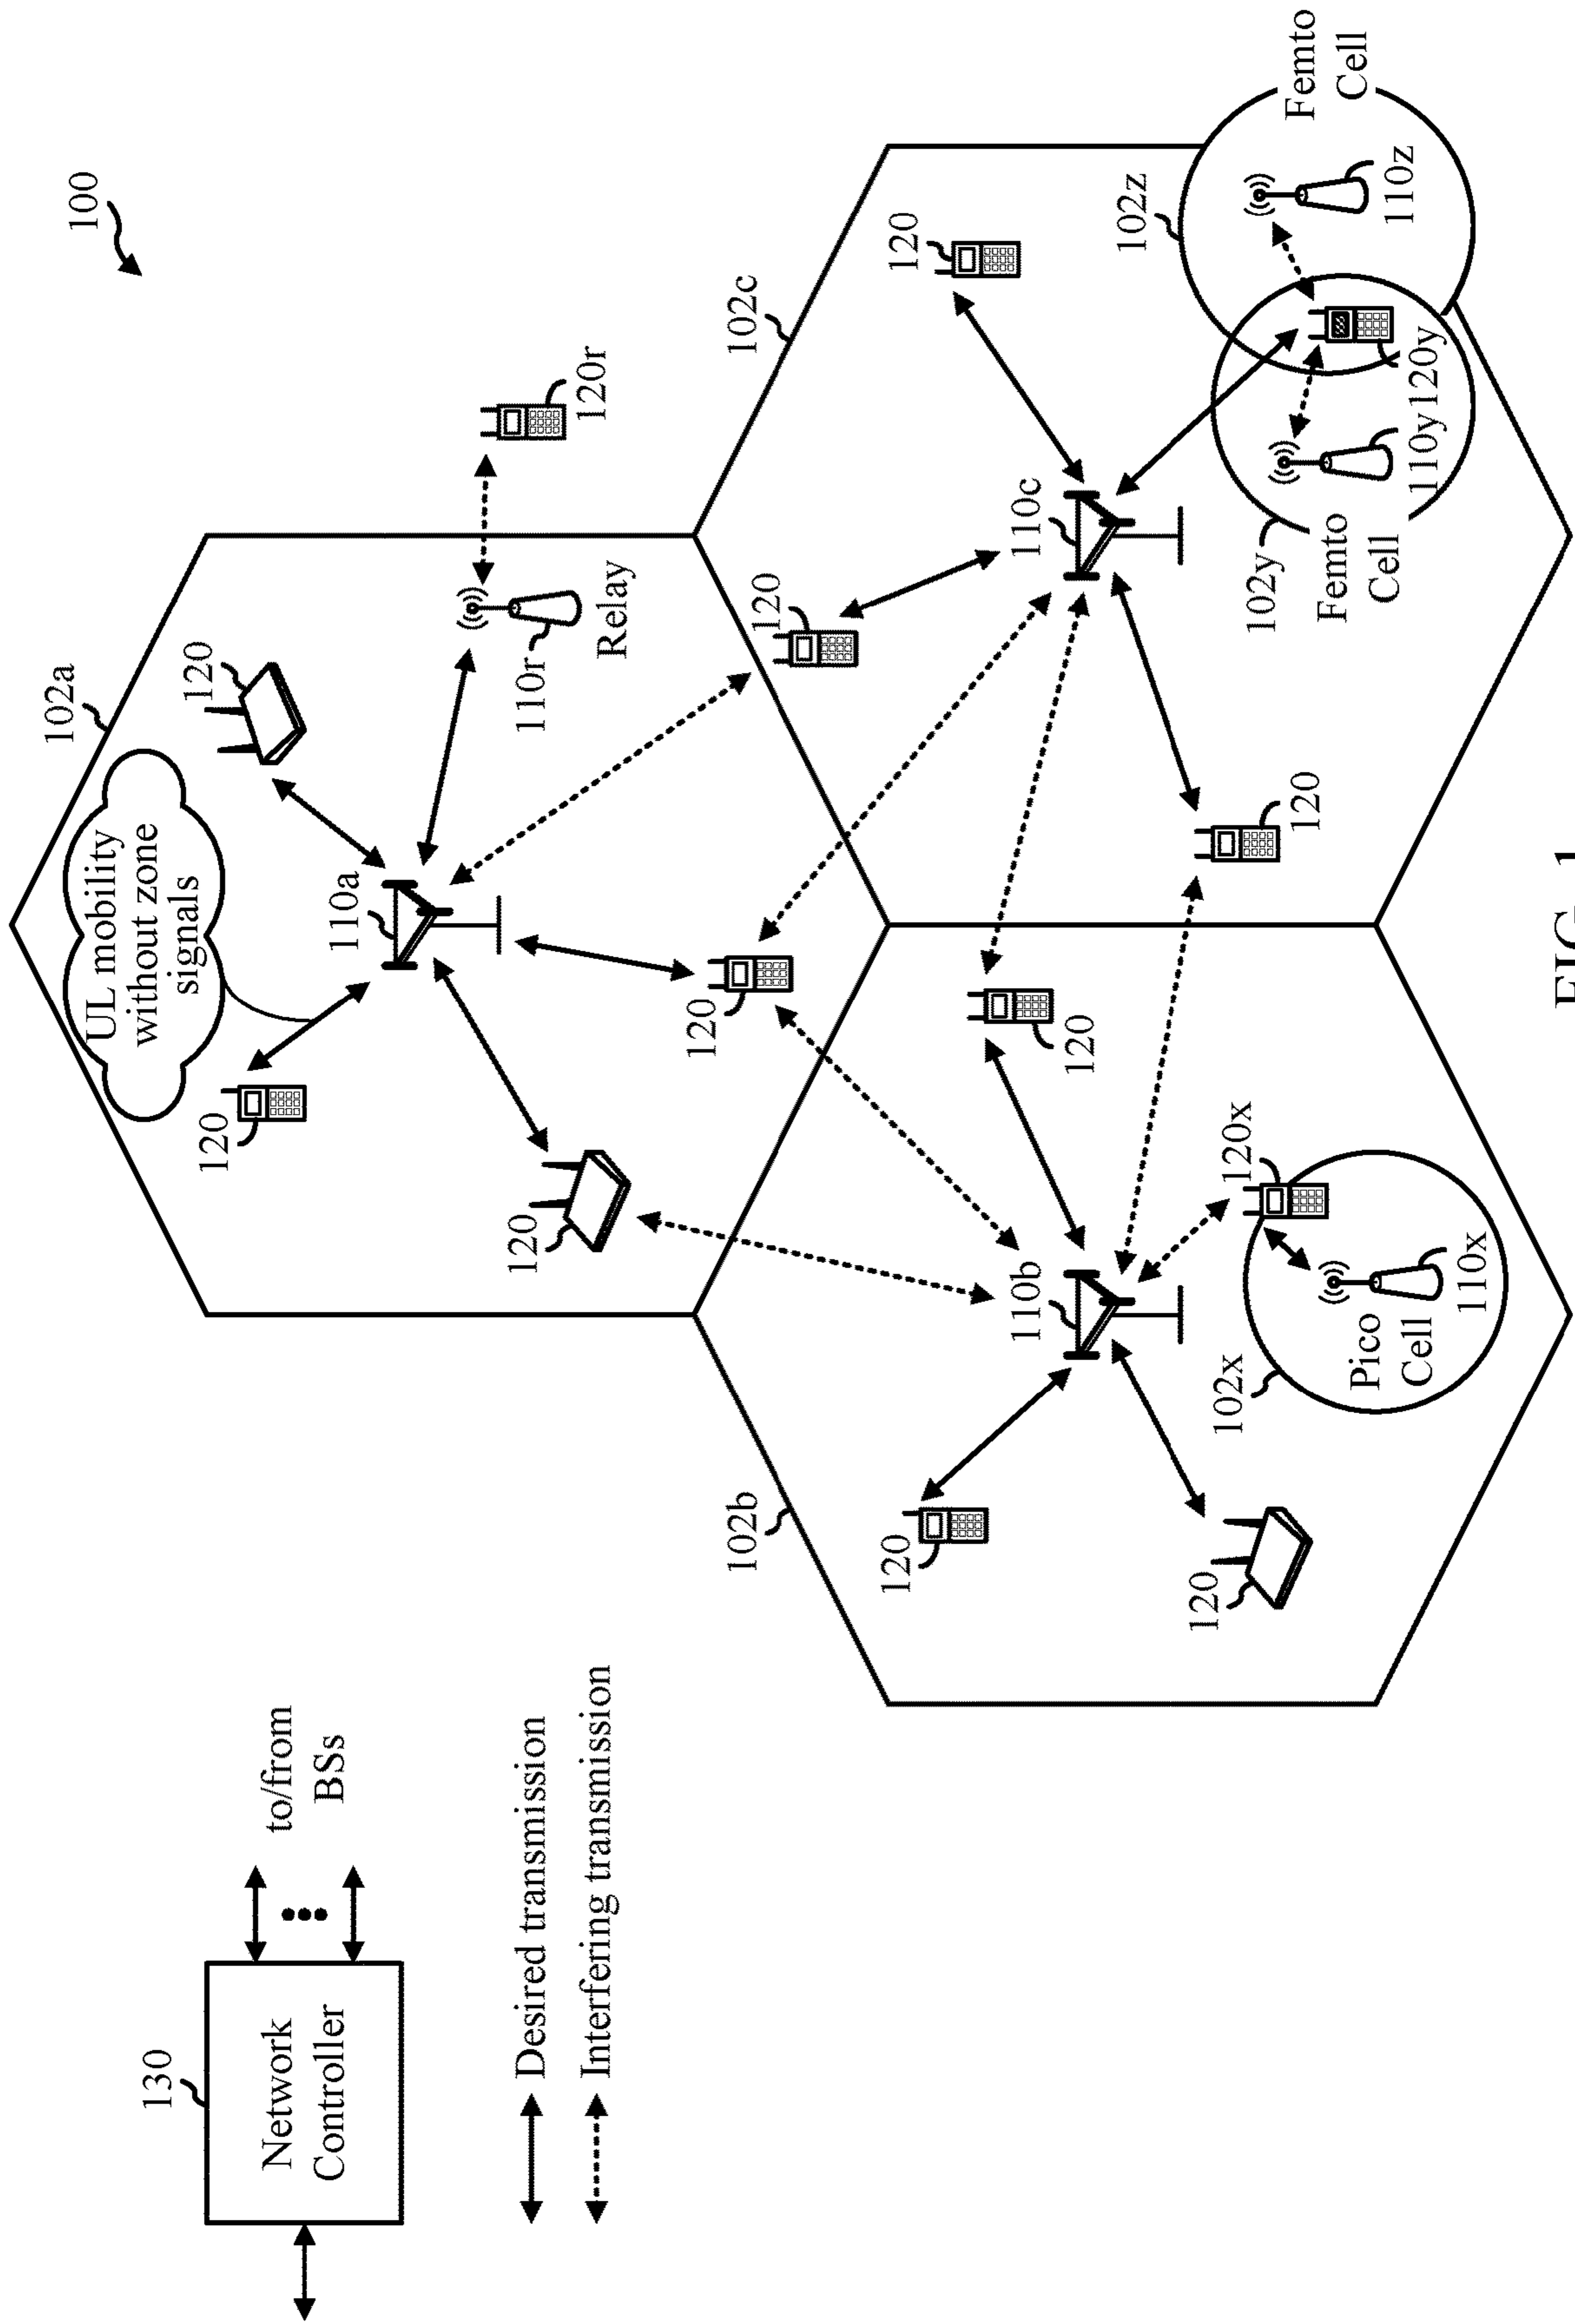 100
130
Network
Controller
to/from
BSs
Desired transmission
Interfering transmission
102a
UL mobility
without zone
signals
120
120
110a
120
110r
Relay
120r
120
102b
120
110b
120
120
120x
102x
Pico
Cell
110x
102c
120
120
110c
120
102y
Femto
Cell
110y
120y
102z
110z
Femto
Cell
FIG. 1